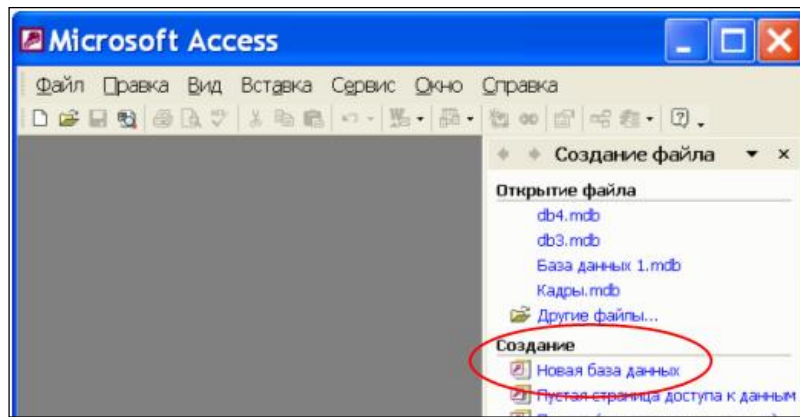 Microsoft Access
Файл Правка Вид Вставка Сервис Окно Справка
Создание файла
Открытие файла
db4.mdb
db3.mdb
База данных 1.mdb
Кадры.mdb
Другие файлы...
Создание
Новая база данных
Пустая страница доступа к данным